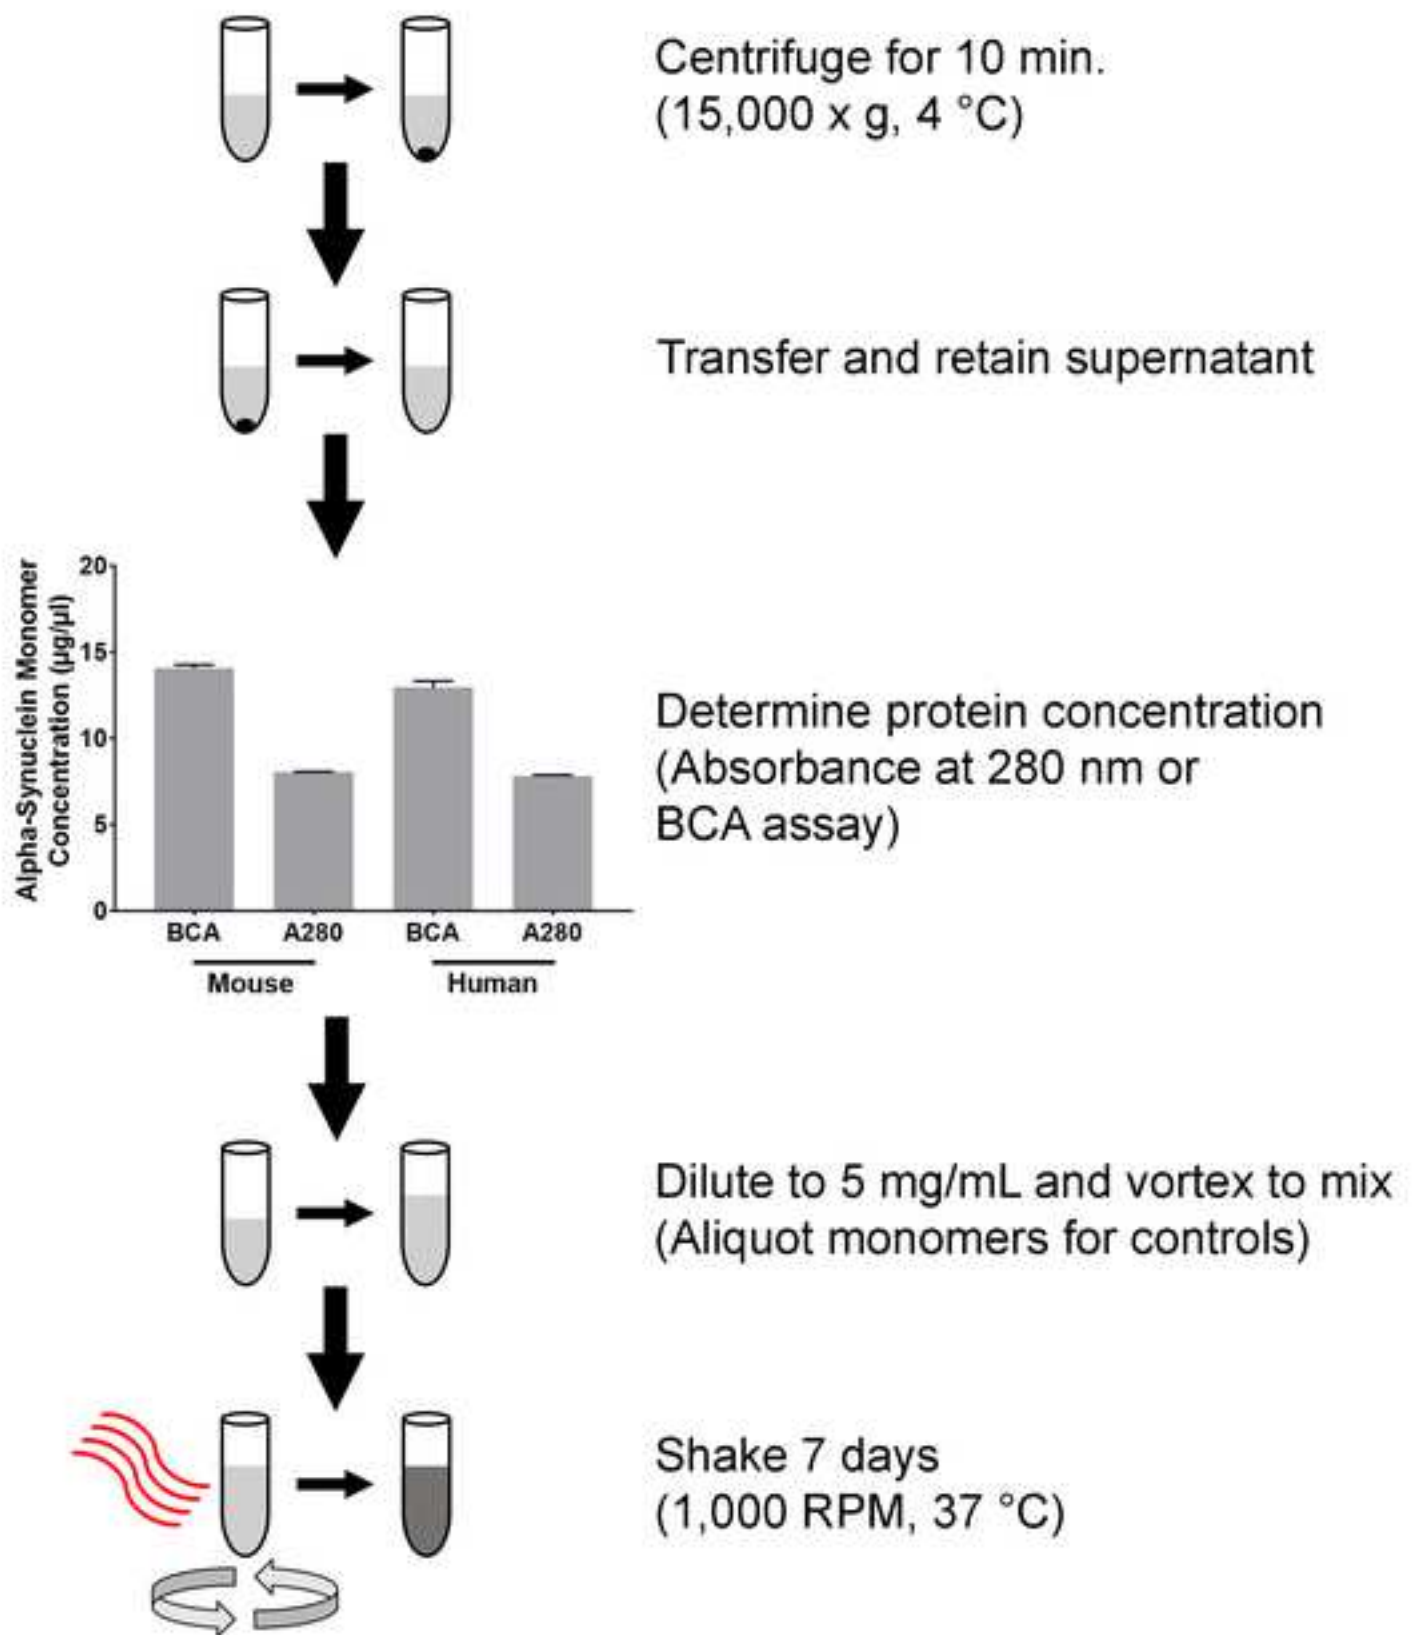 Centrifuge for 10 min.
(15,000 x g, 4 °C)
Transfer and retain supernatant
Alpha-Synuclein Monomer
Concentration (µg/µl)
20
15
10
5
0
BCA
A280
BCA
A280
Mouse
Human
Determine protein concentration
(Absorbance at 280 nm or
BCA assay)
Dilute to 5 mg/mL and vortex to mix
(Aliquot monomers for controls)
Shake 7 days
(1,000 RPM, 37 °C)